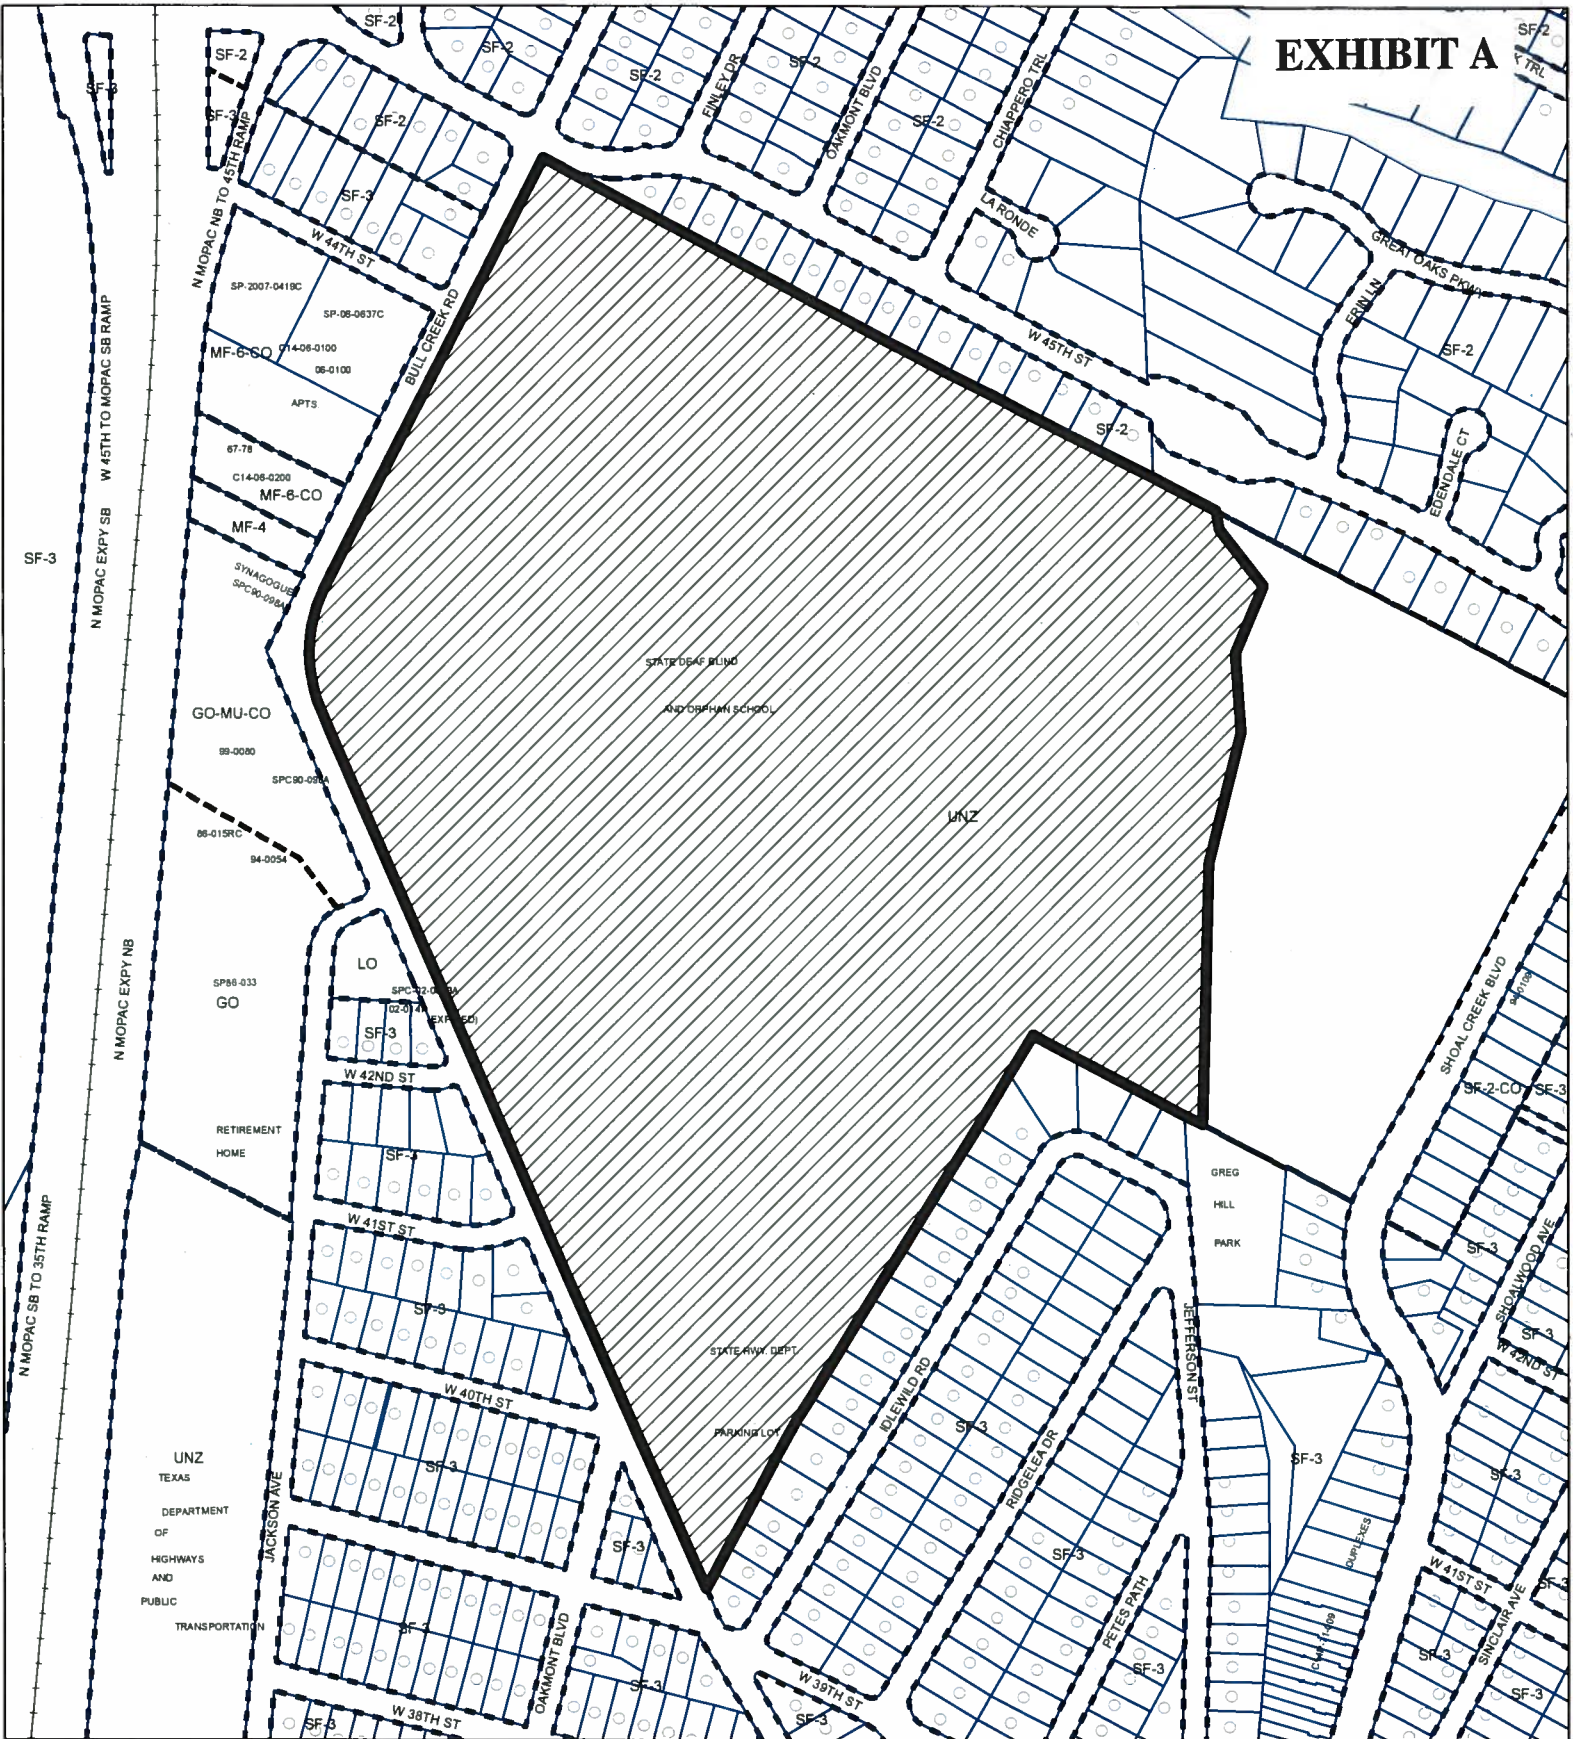 EXHIBIT A
SF-2
SF-2
TRL
SF-2
SF-2
SF-2
SF-2
SF-2
SF-3
SF-3
SF-2
SF-3
FINLEY DR
OAKMONT BLVD
CHIAPPERO TRL
LA RONDE
GREAT OAKS PKWY
ERIN LN
N MOPAC NB TO 45TH RAMP
W 44TH ST
SP-2007-0419C
SP-06-0637C
MF-6-CO
C14-06-0100
06-0100
APTS
BULL CREEK RD
W 45TH ST
SF-2
SF-2
EDENDALE CT
W 45TH TO MOPAC SB RAMP
N MOPAC EXPY SB
67-78
C14-06-0200
MF-6-CO
MF-4
SF-3
SYNAGOGUE
SPC90-098A
STATE DEAF BLIND
AND ORPHAN SCHOOL
GO-MU-CO
99-0080
SPC90-098A
UNZ
86-015RC
94-0054
LO
SP86-033
GO
(EXPIRED)
SF-3
W 42ND ST
N MOPAC EXPY NB
SHOAL CREEK BLVD
SF-2-CO
SF-3
RETIREMENT
HOME
SF-3
W 41ST ST
GREG
HILL
PARK
SF-3
SHOALWOOD AVE
SF-3
W 42ND ST
N MOPAC SB TO 35TH RAMP
SF-3
STATE HWY. DEPT
PARKING LOT
W 40TH ST
IDLEWILD RD
JEFFERSON ST
SF-3
SF-3
SF-3
SF-3
RIDGELEA DR
UNZ
TEXAS
DEPARTMENT
OF
HIGHWAYS
AND
PUBLIC
TRANSPORTATION
JACKSON AVE
SF-3
SF-3
DUPLEXES
W 41ST ST
SF-3
SINCLAIR AVE
SF-3
OAKMONT BLVD
PETES PATH
SF-3
SF-3
SF-3
SF-3
W 39TH ST
SF-3
W 38TH ST
SF-3